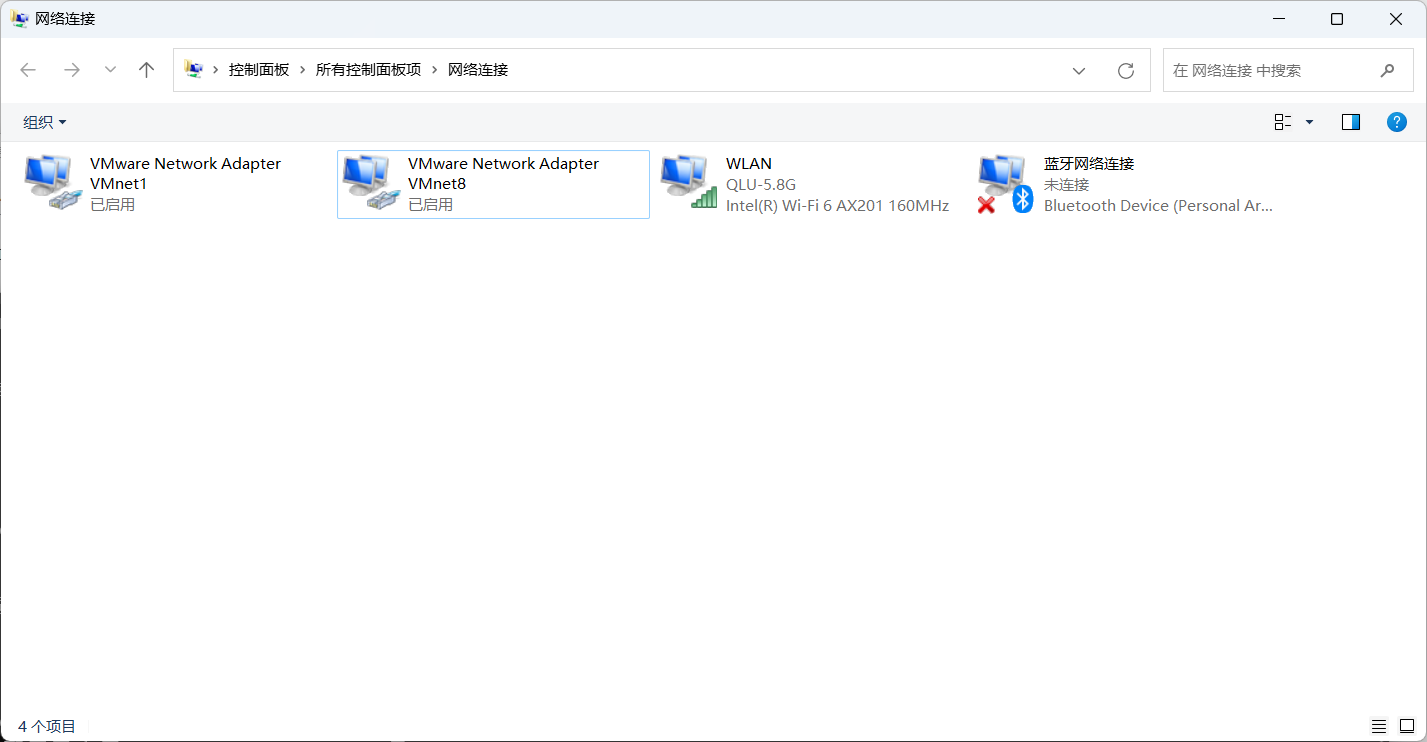 网络连接
控制面板 › 所有控制面板项 › 网络连接
在 网络连接 中搜索
组织
VMware Network Adapter
VMnet1
已启用
VMware Network Adapter
VMnet8
已启用
WLAN
QLU-5.8G
Intel(R) Wi-Fi 6 AX201 160MHz
蓝牙网络连接
未连接
Bluetooth Device (Personal Ar...
4 个项目